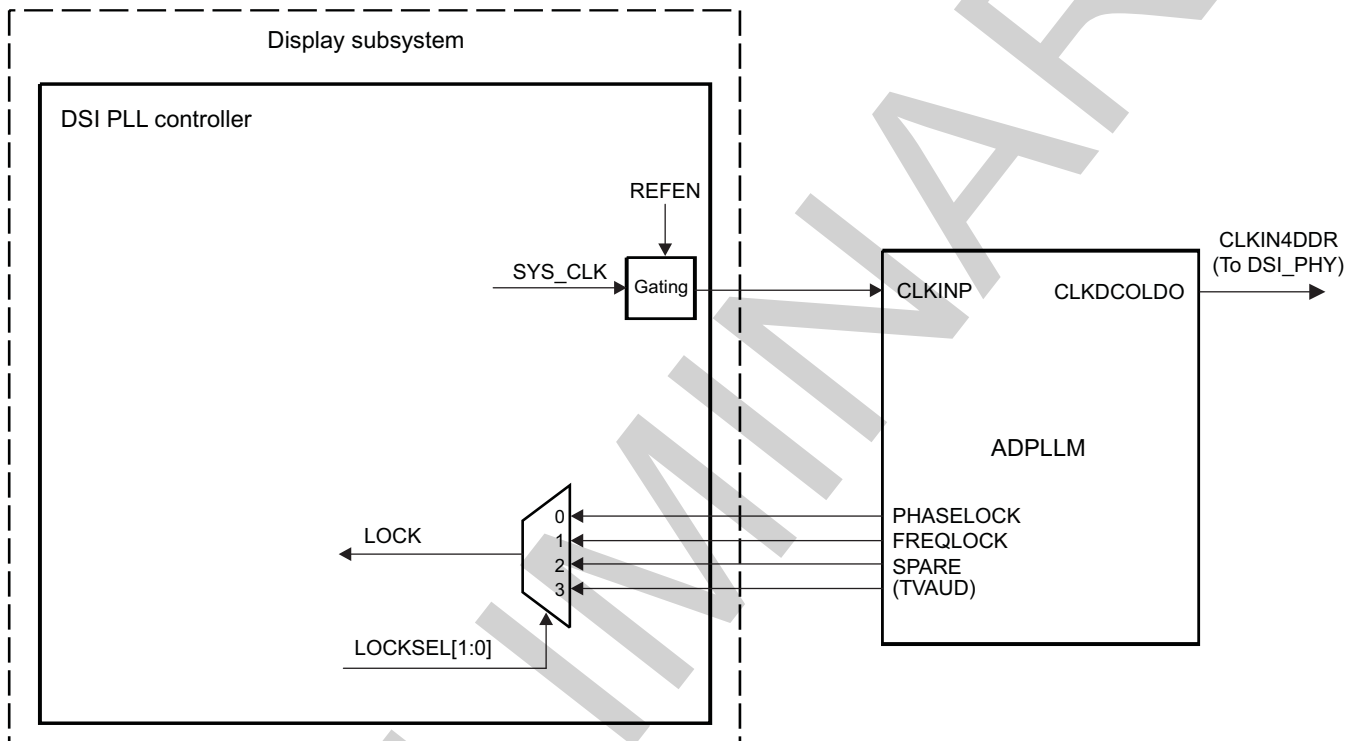 Display subsystem
DSI PLL controller
REFEN
SYS_CLK
Gating
CLKINP
CLKDCOLDO
CLKIN4DDR
(To DSI_PHY)
ADPLLM
LOCK
0
1
2
3
PHASELOCK
FREQLOCK
SPARE
(TVAUD)
LOCKSEL[1:0]